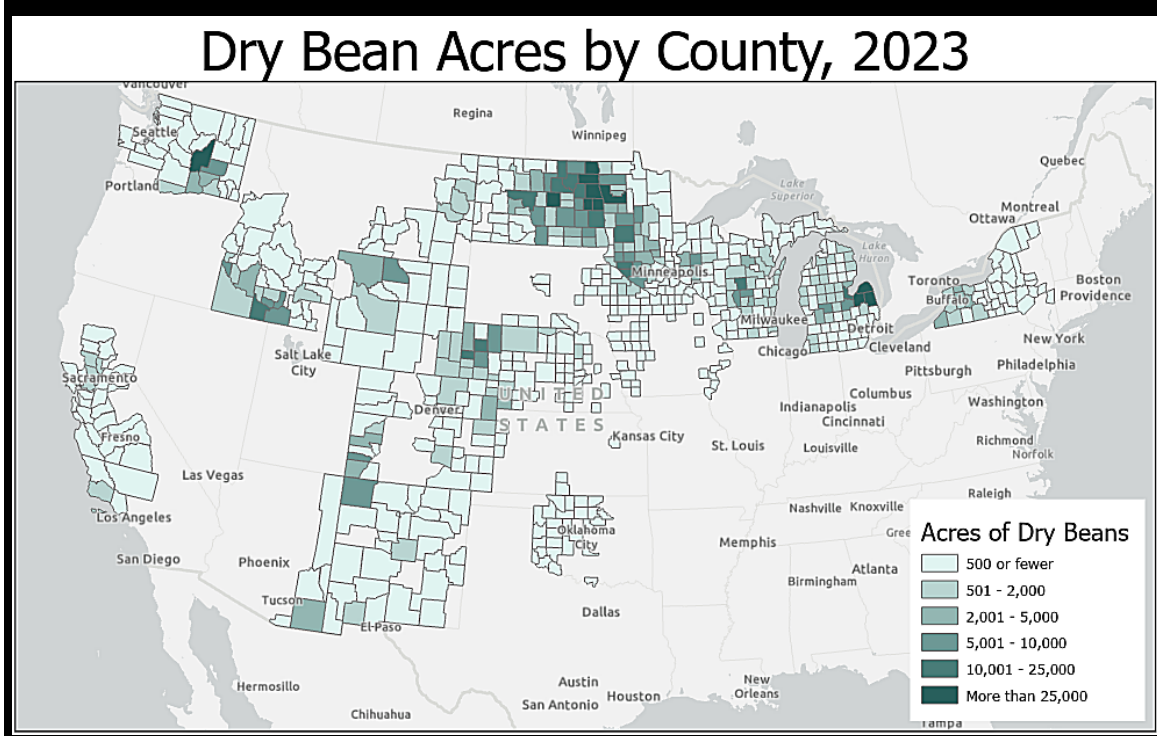 Dry Bean Acres by County, 2023
Vancouver
Seattle
Portland
Regina
Winnipeg
Quebec
Montreal
Ottawa
Lake
Superior
Lake
Huron
Toronto
Buffalo
Boston
Providence
Minneapolis
Milwaukee
Detroit
Chicago
Cleveland
New York
Pittsburgh
Philadelphia
Salt Lake
City
Sacramento
Denver
UNITED
STATES
Columbus
Indianapolis
Cincinnati
Washington
Fresno
Kansas City
St. Louis
Louisville
Richmond
Norfolk
Las Vegas
Los Angeles
Nashville
Knoxville
Raleigh
Oklahoma
City
Gree
San Diego
Phoenix
Memphis
Atlanta
Birmingham
Tucson
El-Paso
Dallas
Hermosillo
Austin
San Antonio
Houston
New
Orleans
Chihuahua
Tampa
Acres of Dry Beans
500 or fewer
501 - 2,000
2,001 - 5,000
5,001 - 10,000
10,001 - 25,000
More than 25,000